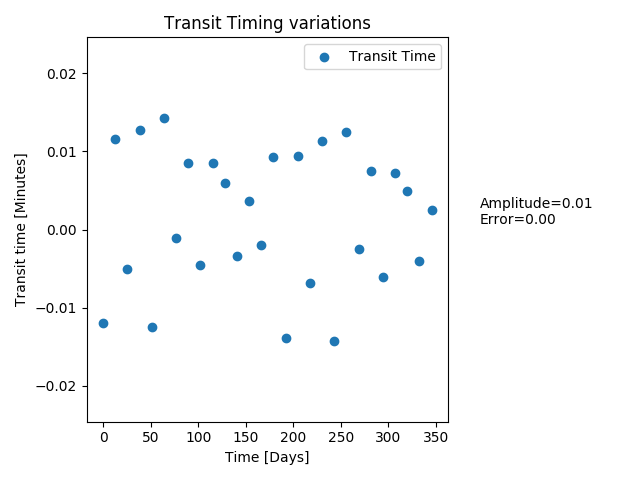 Transit Timing variations
Transit Time
0.02
0.01
0.00
−0.01
−0.02
Transit time [Minutes]
Amplitude=0.01
Error=0.00
0 50 100 150 200 250 300 350
Time [Days]